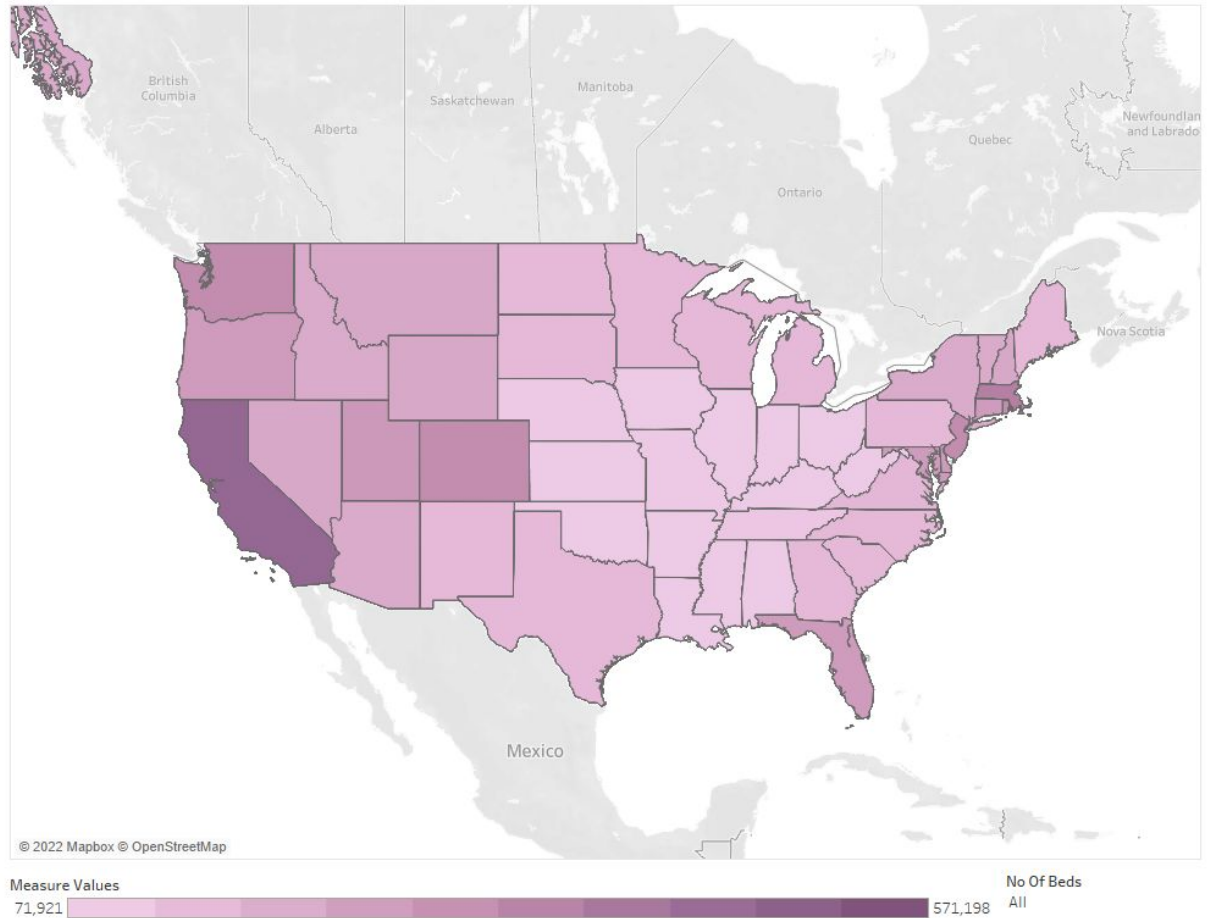 British
Columbia
Alberta
Saskatchewan
Manitoba
Ontario
Quebec
Newfoundlan
and Labrado
Nova Scotia
Mexico
© 2022 Mapbox © OpenStreetMap
Measure Values
71,921
571,198
No Of Beds
All